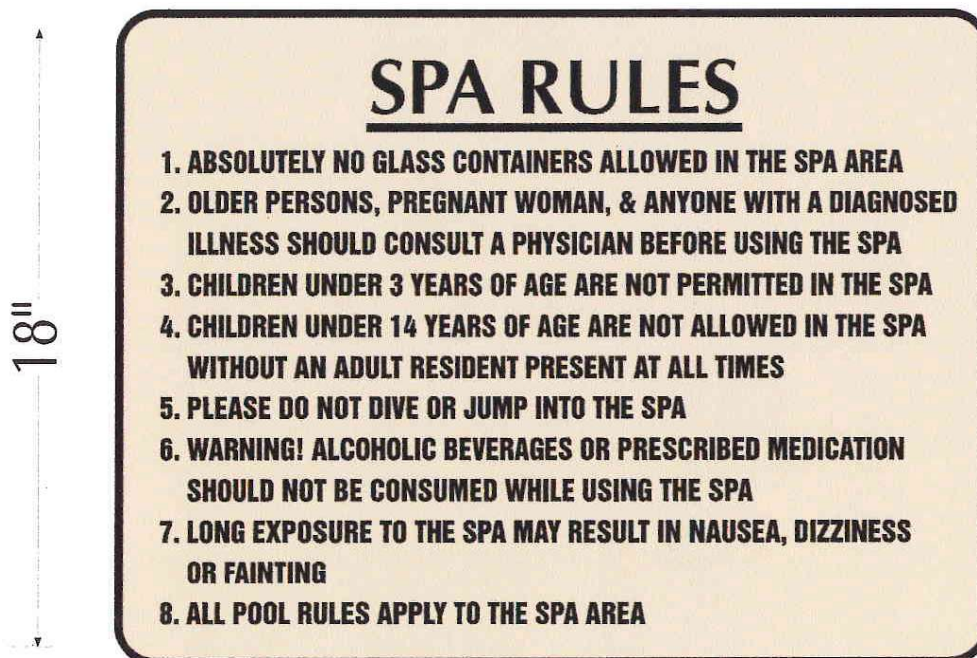 SPA RULES
1. ABSOLUTELY NO GLASS CONTAINERS ALLOWED IN THE SPA AREA
2. OLDER PERSONS, PREGNANT WOMAN, & ANYONE WITH A DIAGNOSED
ILLNESS SHOULD CONSULT A PHYSICIAN BEFORE USING THE SPA
3. CHILDREN UNDER 3 YEARS OF AGE ARE NOT PERMITTED IN THE SPA
4. CHILDREN UNDER 14 YEARS OF AGE ARE NOT ALLOWED IN THE SPA
WITHOUT AN ADULT RESIDENT PRESENT AT ALL TIMES
5. PLEASE DO NOT DIVE OR JUMP INTO THE SPA
6. WARNING! ALCOHOLIC BEVERAGES OR PRESCRIBED MEDICATION
SHOULD NOT BE CONSUMED WHILE USING THE SPA
7. LONG EXPOSURE TO THE SPA MAY RESULT IN NAUSEA, DIZZINESS
OR FAINTING
8. ALL POOL RULES APPLY TO THE SPA AREA
18"